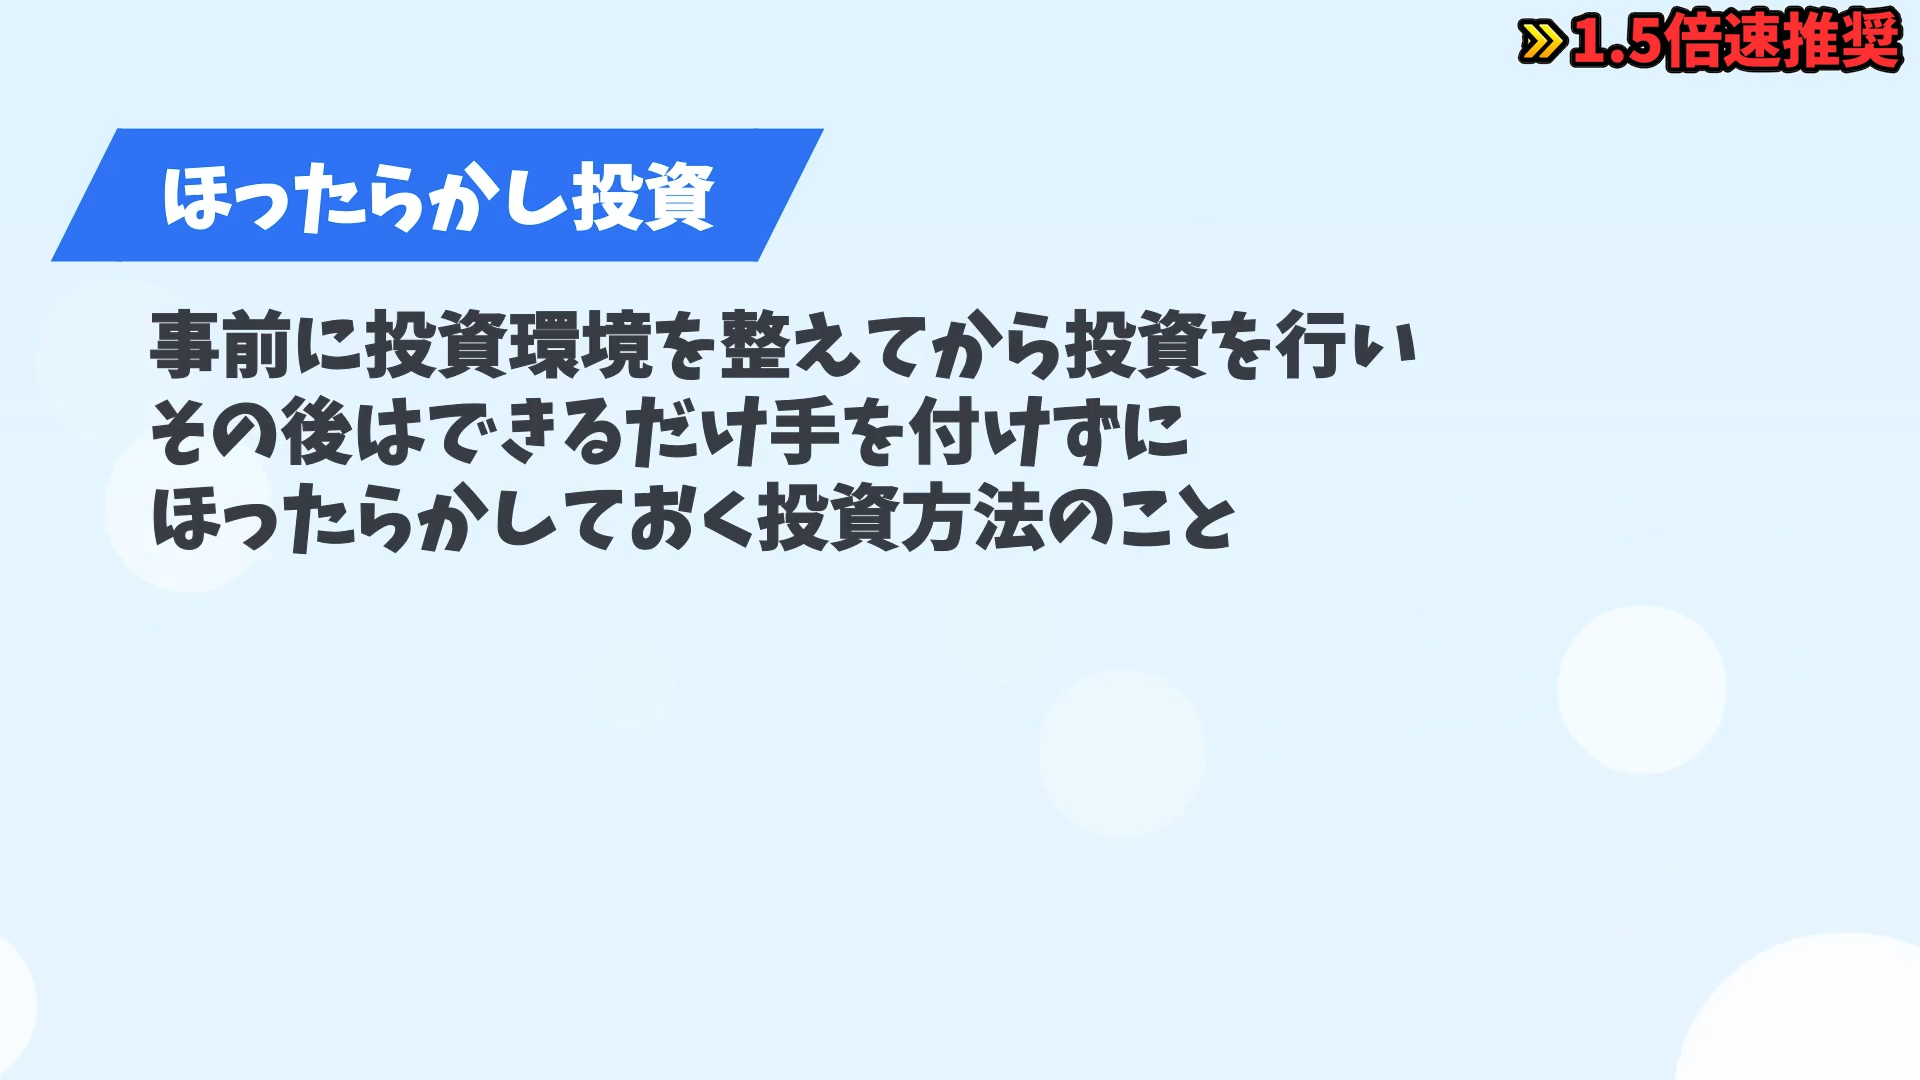 1.5倍速推奨
ほったらかし投資
事前に投資環境を整えてから投資を行い
その後はできるだけ手を付けずに
ほったらかしておく投資方法のこと